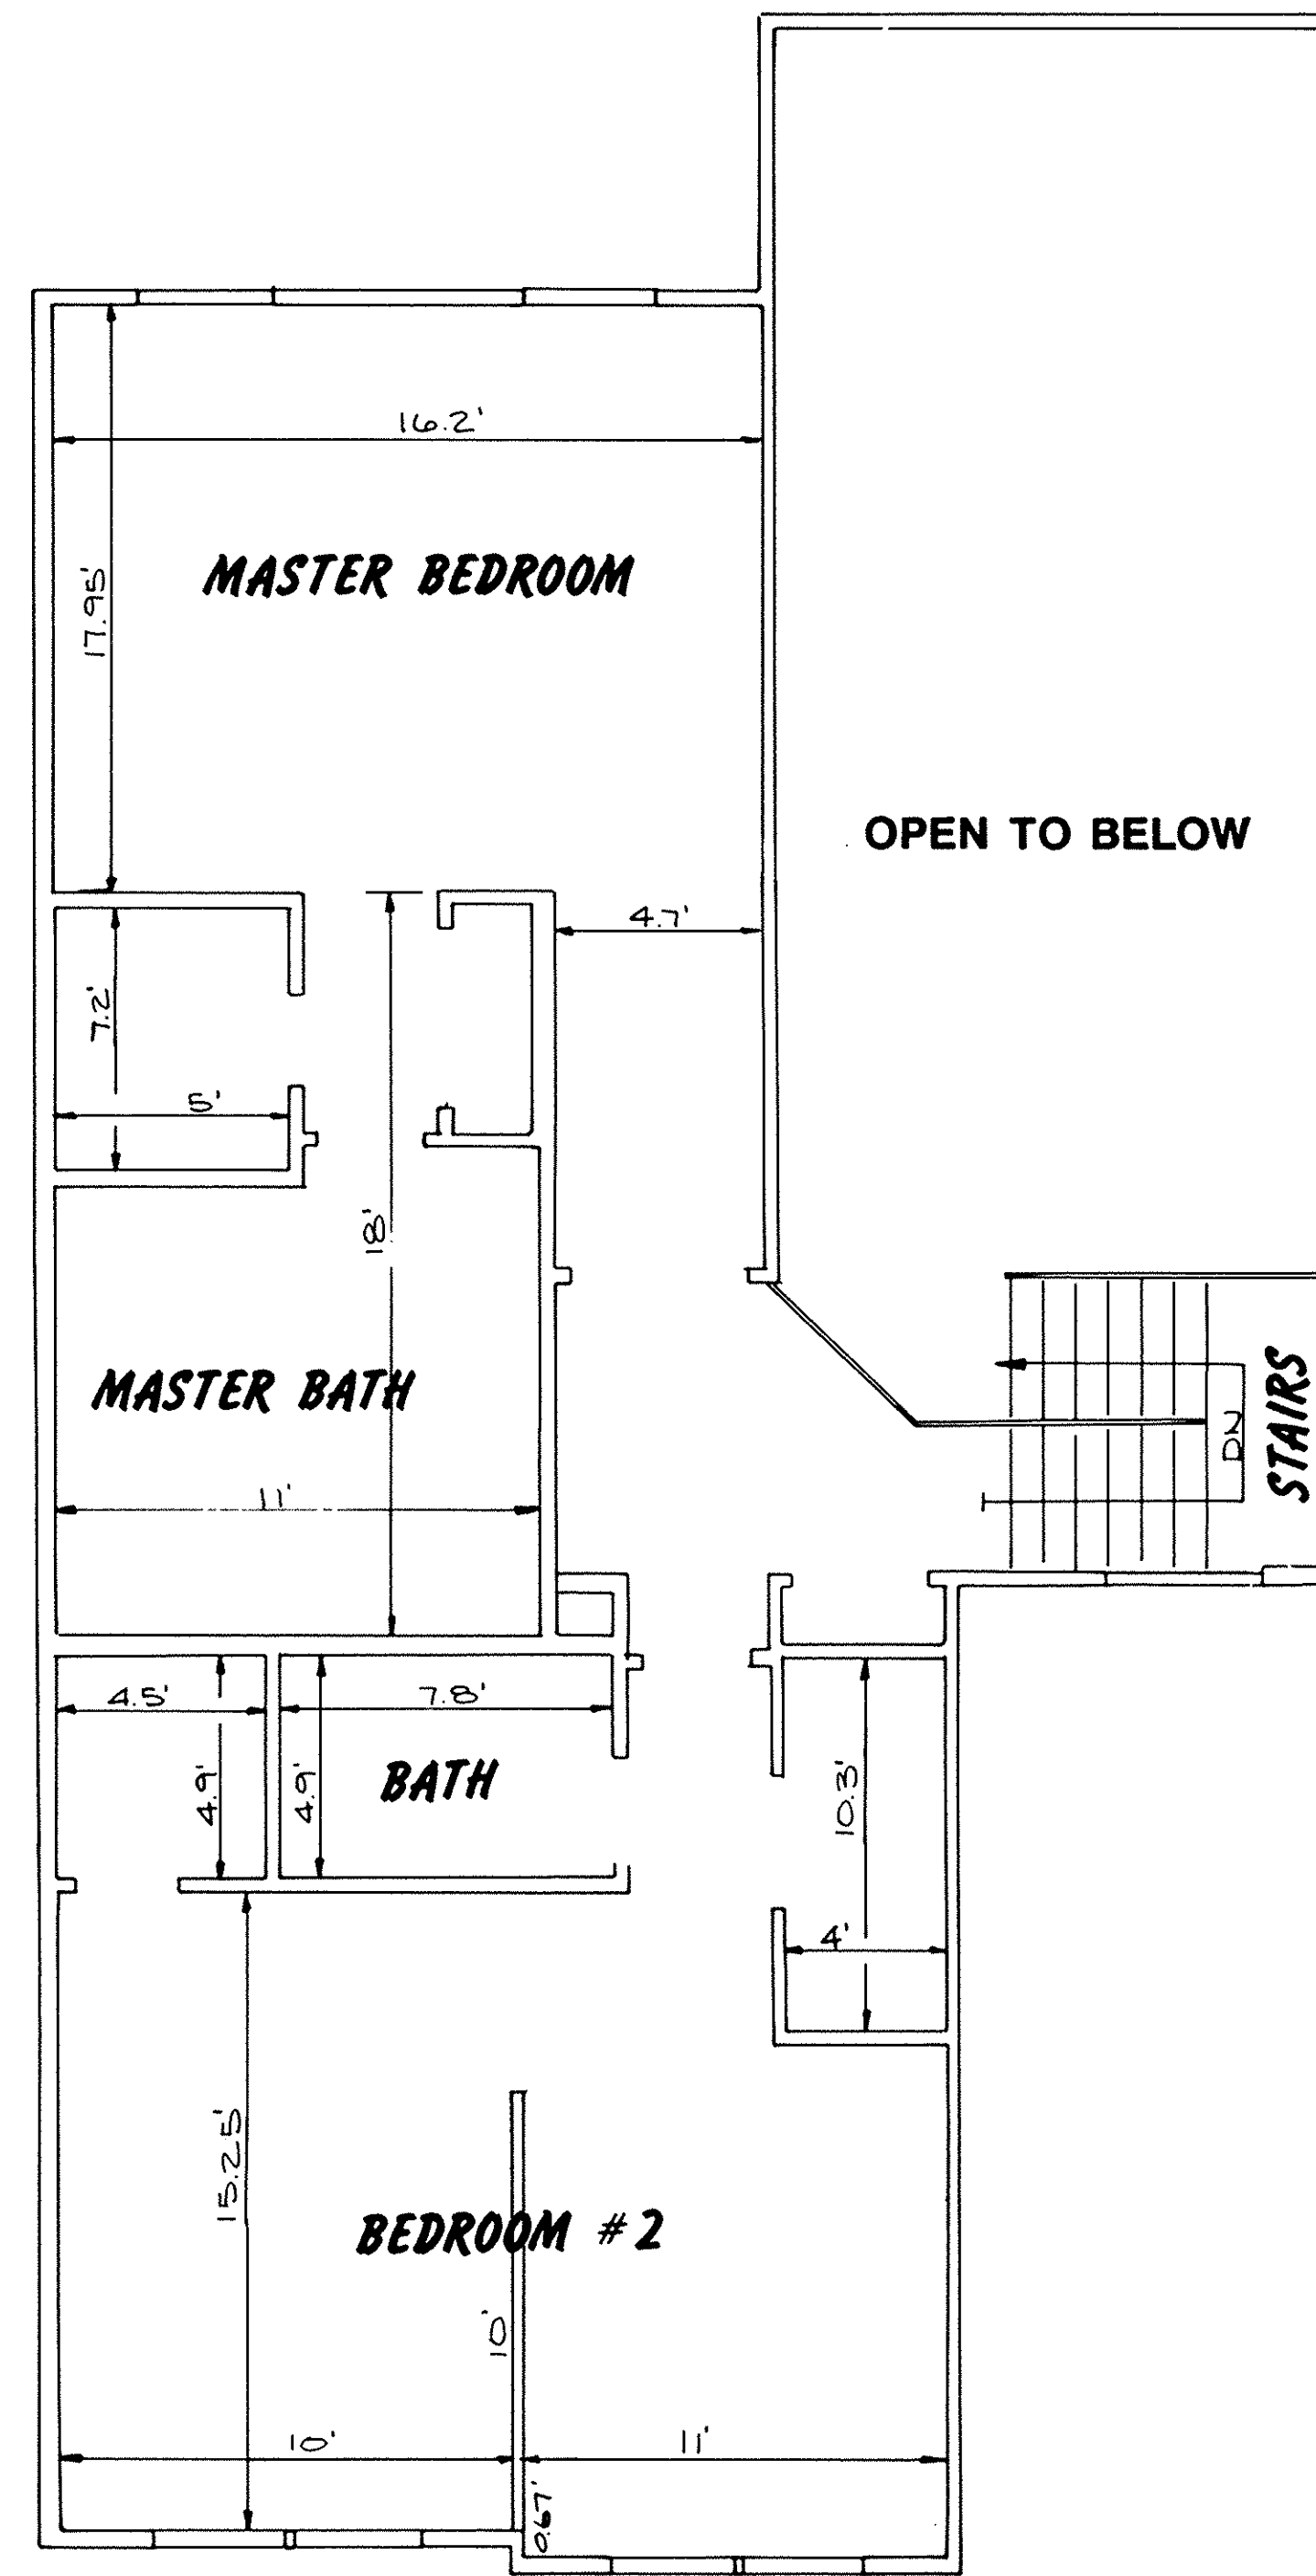 16.2'
MASTER BEDROOM
17.95'
OPEN TO BELOW
4.7'
7.2'
5'
18'
MASTER BATH
STAIRS
DN
11'
4.5'
7.8'
4.9'
4.9'
BATH
10.3'
4'
15.25'
BEDROOM #2
10'
10'
11'
0.67'